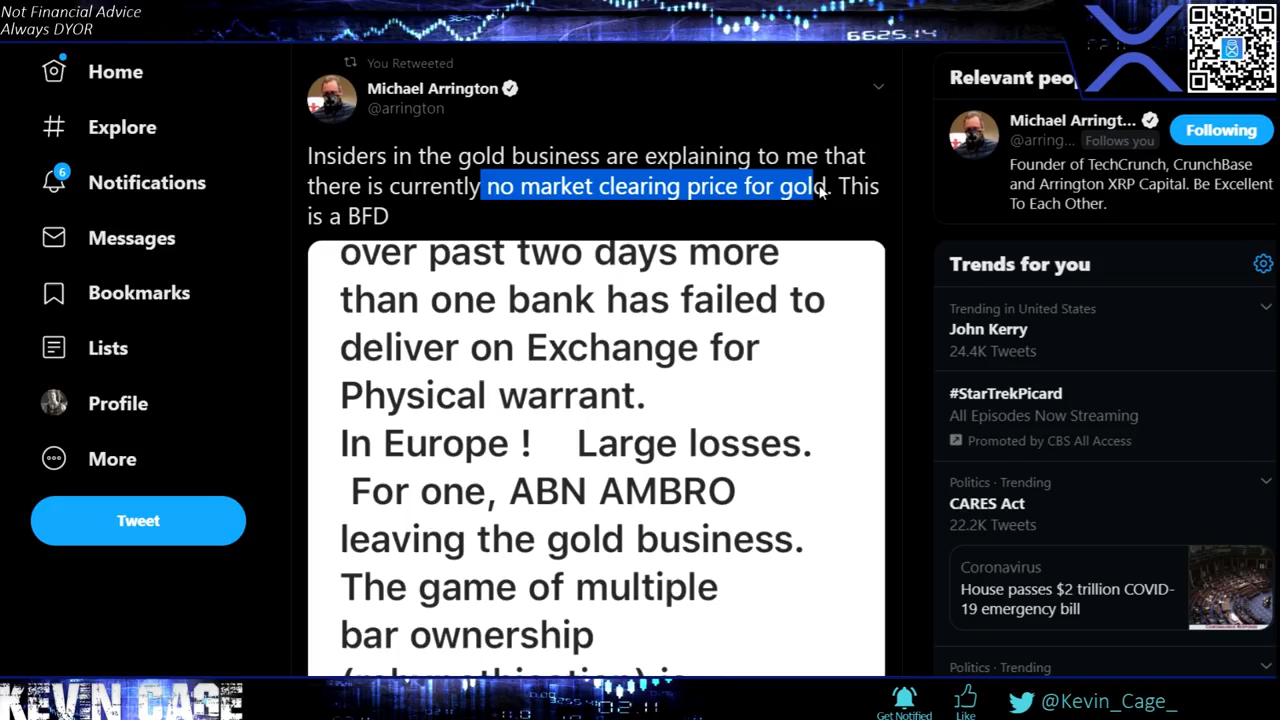 Not Financial Advice
Always DYOR
6625.14
Home
Explore
6
Notifications
Messages
Bookmarks
Lists
Profile
More
Tweet
You Retweeted
Michael Arrington
@arrington
Insiders in the gold business are explaining to me that
there is currently no market clearing price for gold. This
is a BFD
over past two days more
than one bank has failed to
deliver on Exchange for
Physical warrant.
In Europe ! Large losses.
For one, ABN AMBRO
leaving the gold business.
The game of multiple
bar ownership
Relevant peop
Michael Arringt...
@arring... Follows you
Following
Founder of TechCrunch, CrunchBase
and Arrington XRP Capital. Be Excellent
To Each Other.
Trends for you
Trending in United States
John Kerry
24.4K Tweets
#StarTrekPicard
All Episodes Now Streaming
Promoted by CBS All Access
Politics · Trending
CARES Act
22.2K Tweets
Coronavirus
House passes $2 trillion COVID-
19 emergency bill
Politics · Trending
KEVIN CAGE
Get Notified
Like
@Kevin_Cage_